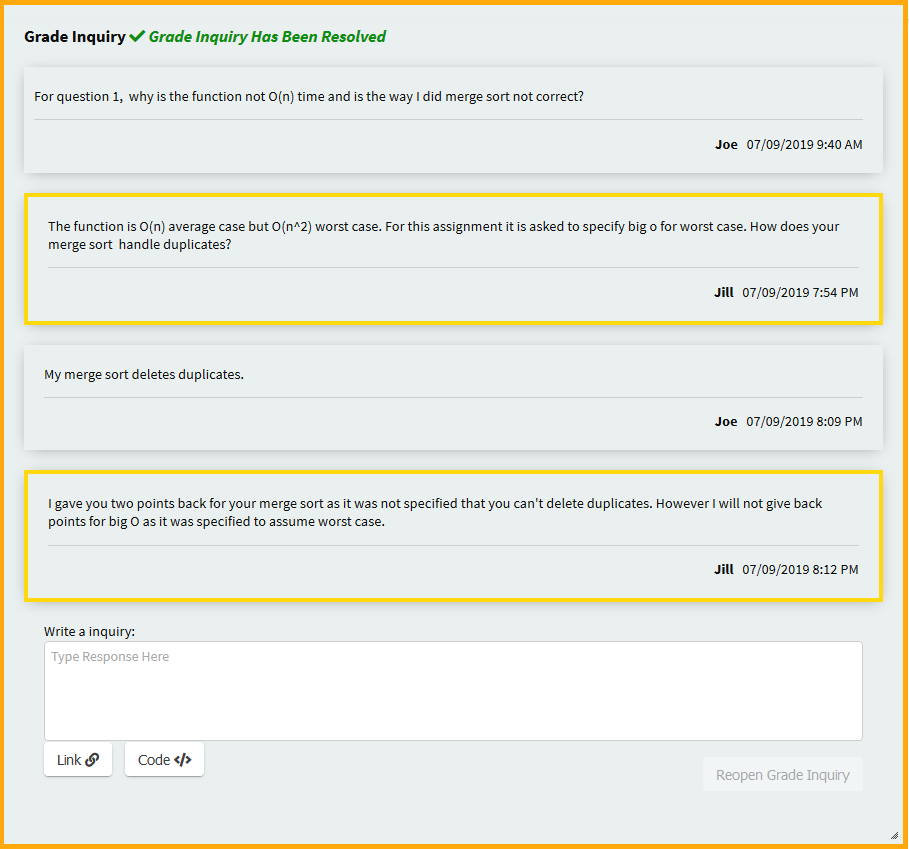 Grade Inquiry Grade Inquiry Has Been Resolved
For question 1,  why is the function not O(n) time and is the way I did merge sort not correct?
Joe 07/09/2019 9:40 AM
The function is O(n) average case but O(n^2) worst case. For this assignment it is asked to specify big o for worst case. How does your
merge sort  handle duplicates?
Jill 07/09/2019 7:54 PM
My merge sort deletes duplicates.
Joe 07/09/2019 8:09 PM
I gave you two points back for your merge sort as it was not specified that you can't delete duplicates. However I will not give back
points for big O as it was specified to assume worst case.
Jill 07/09/2019 8:12 PM
Write a inquiry:
Type Response Here
Link
Code </>
Reopen Grade Inquiry